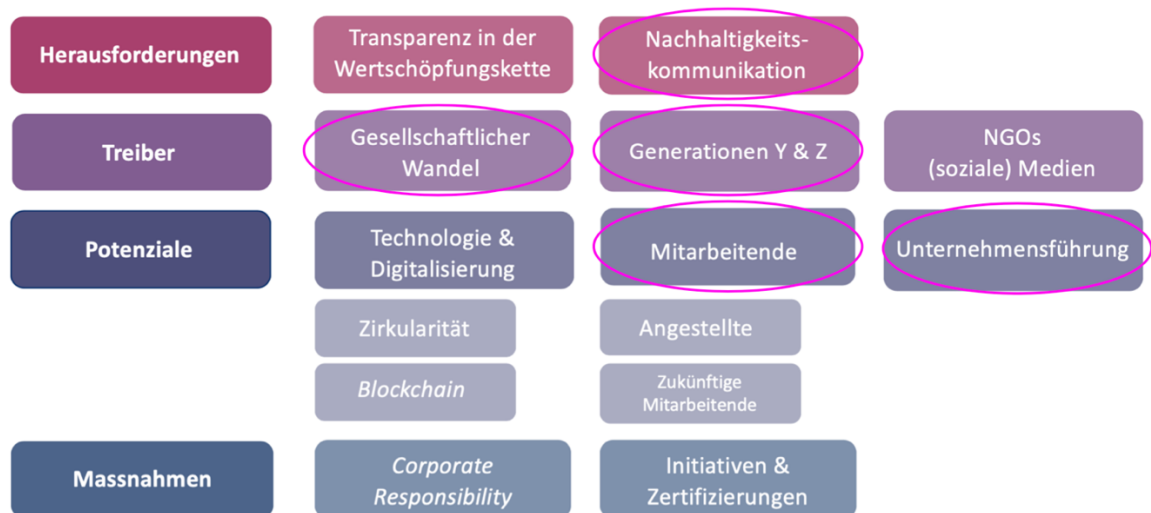 Herausforderungen
Transparenz in der
Wertschöpfungskette
Nachhaltigkeits-
kommunikation
Treiber
Gesellschaftlicher
Wandel
Generationen Y & Z
NGOs
(soziale) Medien
Potenziale
Technologie &
Digitalisierung
Mitarbeitende
Unternehmensführung
Zirkularität
Angestellte
Blockchain
Zukünftige
Mitarbeitende
Massnahmen
Corporate
Responsibility
Initiativen &
Zertifizierungen